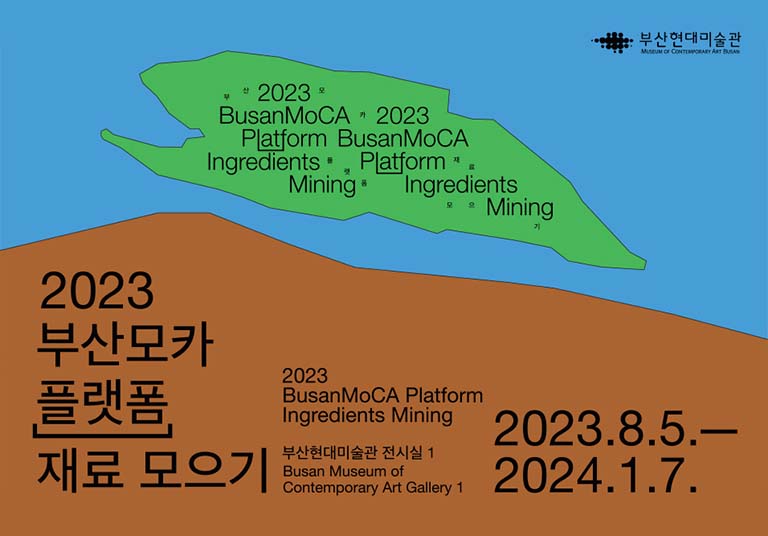 부산현대미술관
MUSEUM OF CONTEMPORARY ART BUSAN
부 산 2023 모
BusanMoCA 카 2023
Platform BusanMoCA
Ingredients 플 랫 Platform 재 료
Mining 폼 Ingredients
모 으 Mining
기
2023
부산모카
플랫폼
재료 모으기
2023
BusanMoCA Platform
Ingredients Mining
부산현대미술관 전시실 1
Busan Museum of
Contemporary Art Gallery 1
2023.8.5.—
2024.1.7.